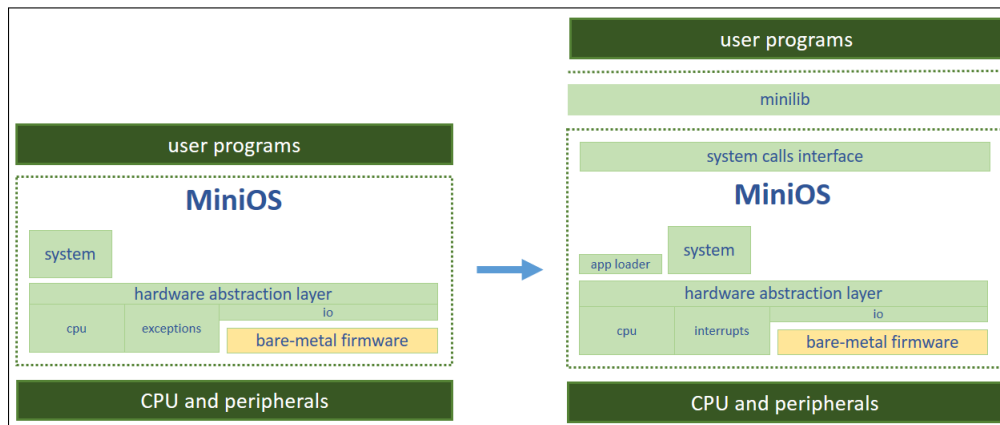 user programs
MiniOS
system
hardware abstraction layer
cpu
exceptions
io
bare-metal firmware
CPU and peripherals
user programs
minilib
system calls interface
MiniOS
app loader
system
hardware abstraction layer
cpu
interrupts
io
bare-metal firmware
CPU and peripherals